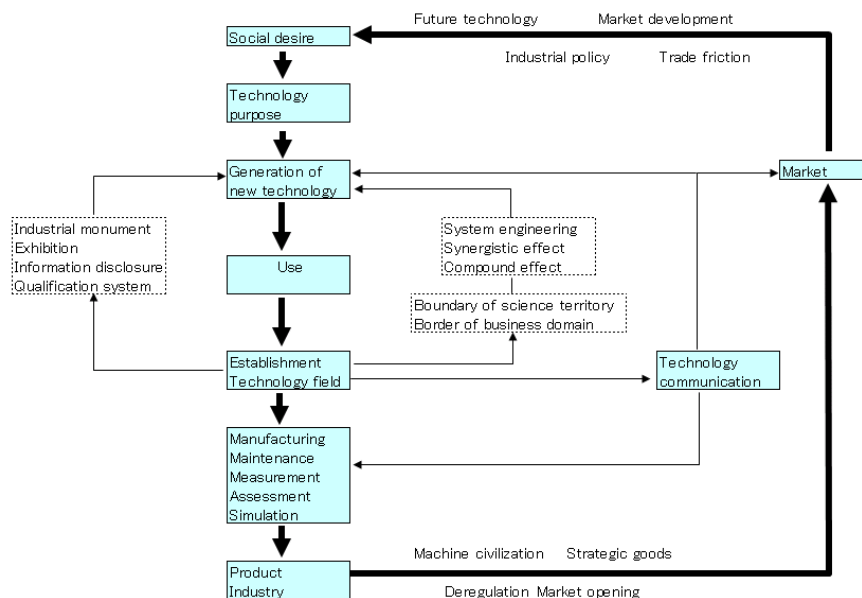 Future technology
Market development
Social desire
Industrial policy
Trade friction
Technology
purpose
Generation of
new technology
Market
Industrial monument
Exhibition
Information disclosure
Qualification system
System engineering
Synergistic effect
Compound effect
Use
Boundary of science territory
Border of business domain
Establishment
Technology field
Technology
communication
Manufacturing
Maintenance
Measurement
Assessment
Simulation
Machine civilization
Strategic goods
Product
Industry
Deregulation Market opening